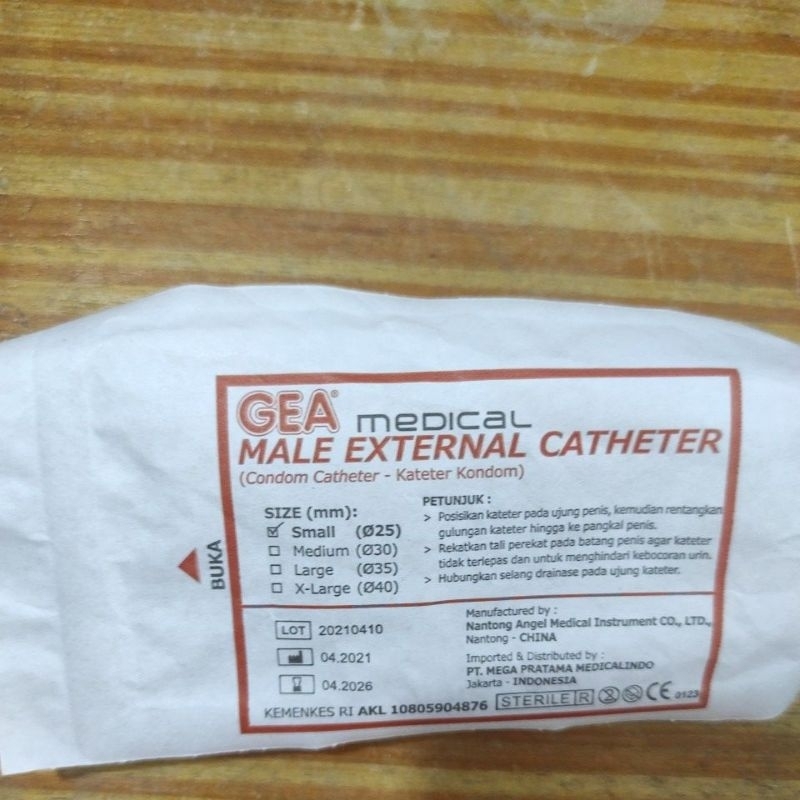 GEA® medical
MALE EXTERNAL CATHETER
(Condom Catheter - Kateter Kondom)
SIZE (mm):
Small (Ø25)
Medium (Ø30)
Large (Ø35)
X-Large (Ø40)
PETUNJUK :
> Posisikan kateter pada ujung penis, kemudian rentangkan
gulungan kateter hingga ke pangkal penis.
> Rekatkan tali perekat pada batang penis agar kateter
tidak terlepas dan untuk menghindari kebocoran urin.
> Hubungkan selang drainase pada ujung kateter.
BUKA
LOT 20210410
04.2021
04.2026
KEMENKES RI AKL 10805904876
Manufactured by :
Nantong Angel Medical Instrument CO., LTD.,
Nantong - CHINA
Imported & Distributed by :
PT. MEGA PRATAMA MEDICALINDO
Jakarta - INDONESIA
STERILE R 2 CE 0123